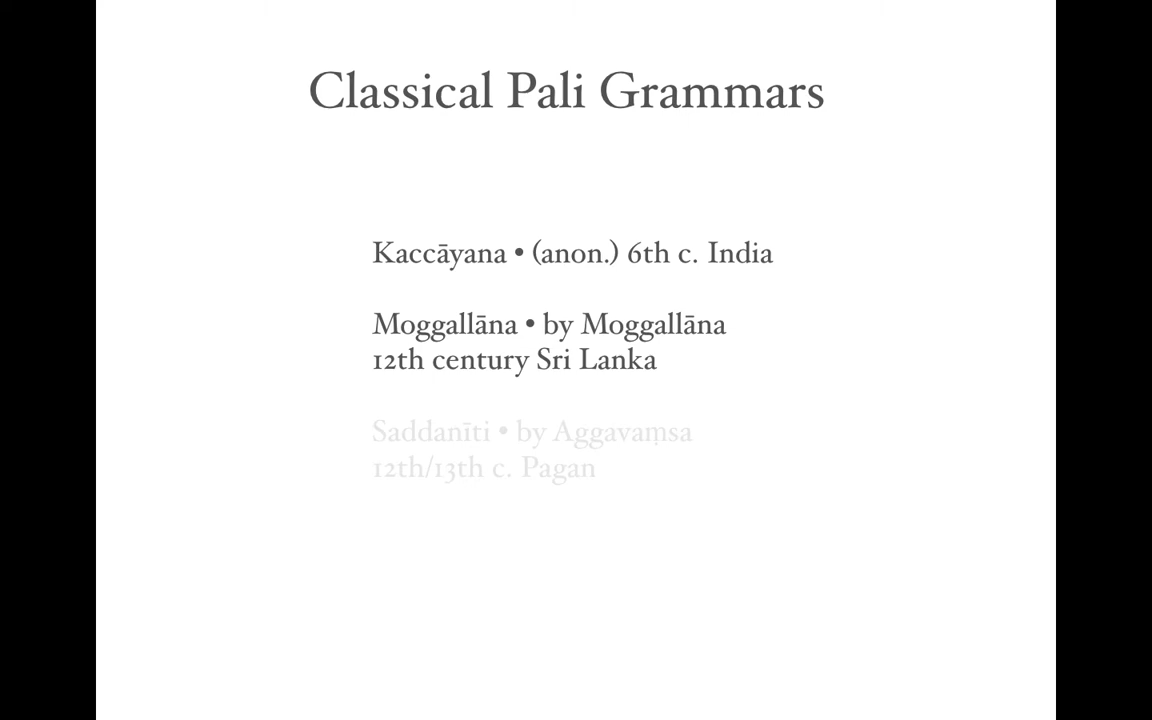 Classical Pali Grammars
Kaccāyana • (anon.) 6th c. India
Moggallāna • by Moggallāna
12th century Sri Lanka
Saddanīti • by Aggavaṃsa
12th/13th c. Pagan